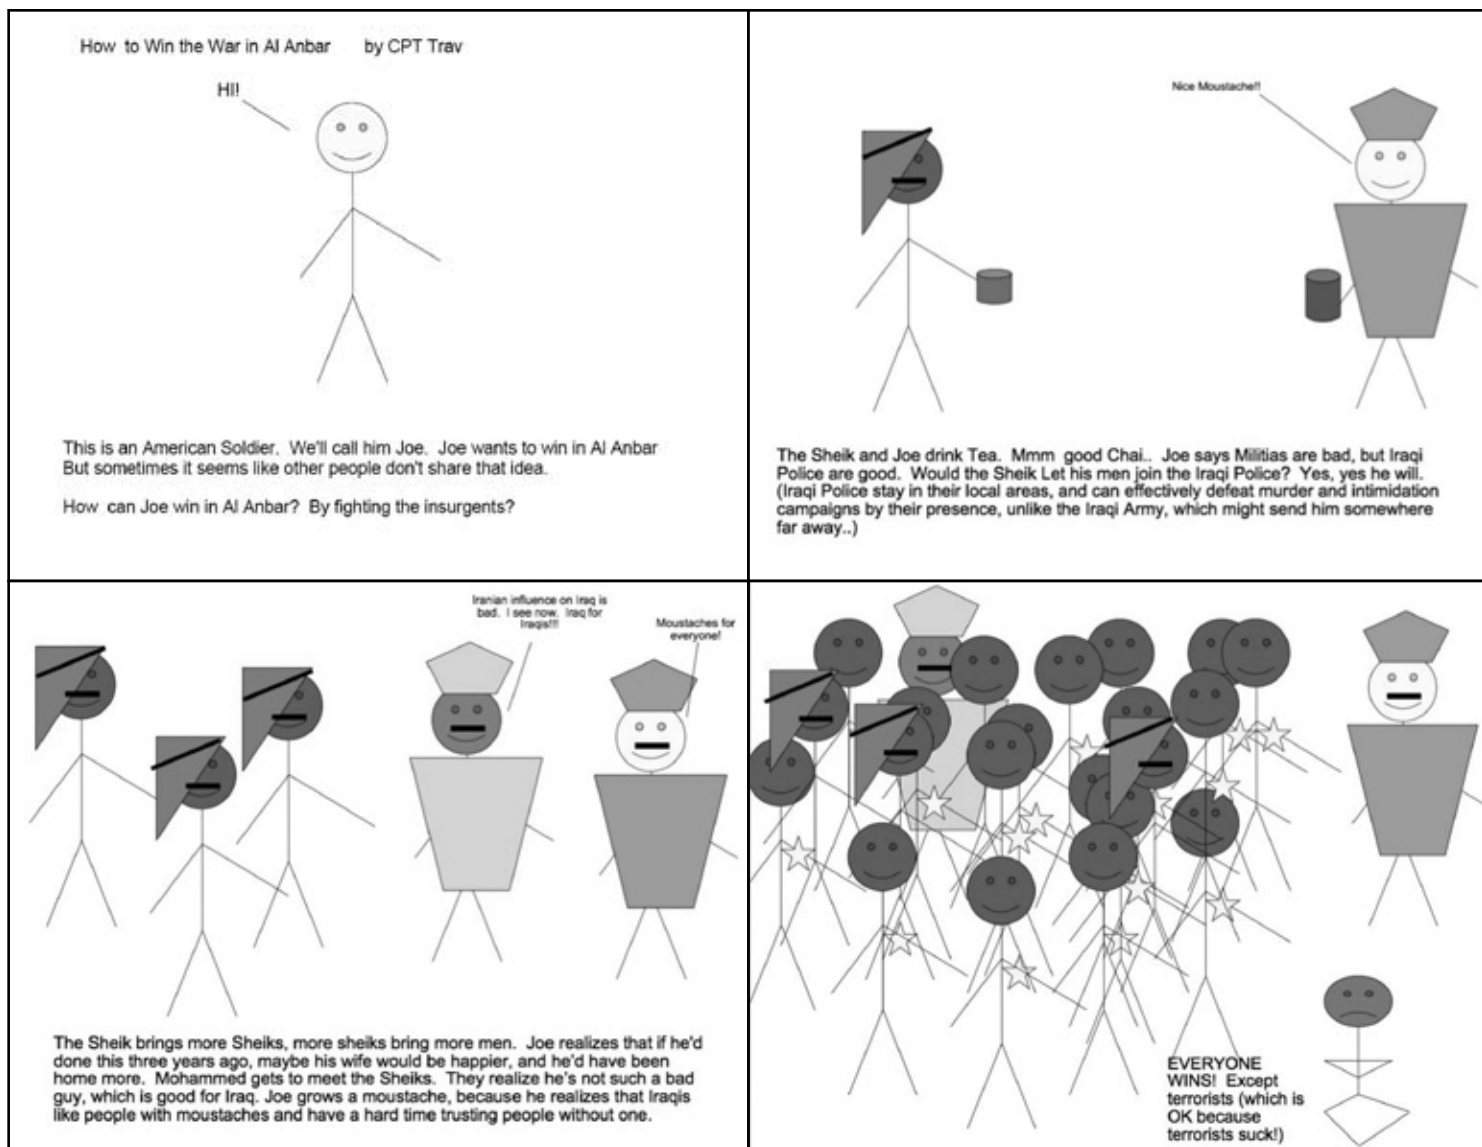 How to Win the War in Al Anbar by CPT Trav
HI!
This is an American Soldier. We'll call him Joe. Joe wants to win in Al Anbar
But sometimes it seems like other people don't share that idea.
How can Joe win in Al Anbar? By fighting the insurgents?
Nice Moustache!!
The Sheik and Joe drink Tea. Mmm good Chai.. Joe says Militias are bad, but Iraqi
Police are good. Would the Sheik Let his men join the Iraqi Police? Yes, yes he will.
(Iraqi Police stay in their local areas, and can effectively defeat murder and intimidation
campaigns by their presence, unlike the Iraqi Army, which might send him somewhere
far away..)
Iranian influence on Iraq is
bad. I see now. Iraq for
Iraqis!!!
Moustaches for
everyone!
The Sheik brings more Sheiks, more sheiks bring more men. Joe realizes that if he'd
done this three years ago, maybe his wife would be happier, and he'd have been
home more. Mohammed gets to meet the Sheiks. They realize he's not such a bad
guy, which is good for Iraq. Joe grows a moustache, because he realizes that Iraqis
like people with moustaches and have a hard time trusting people without one.
EVERYONE
WINS! Except
terrorists (which is
OK because
terrorists suck!)